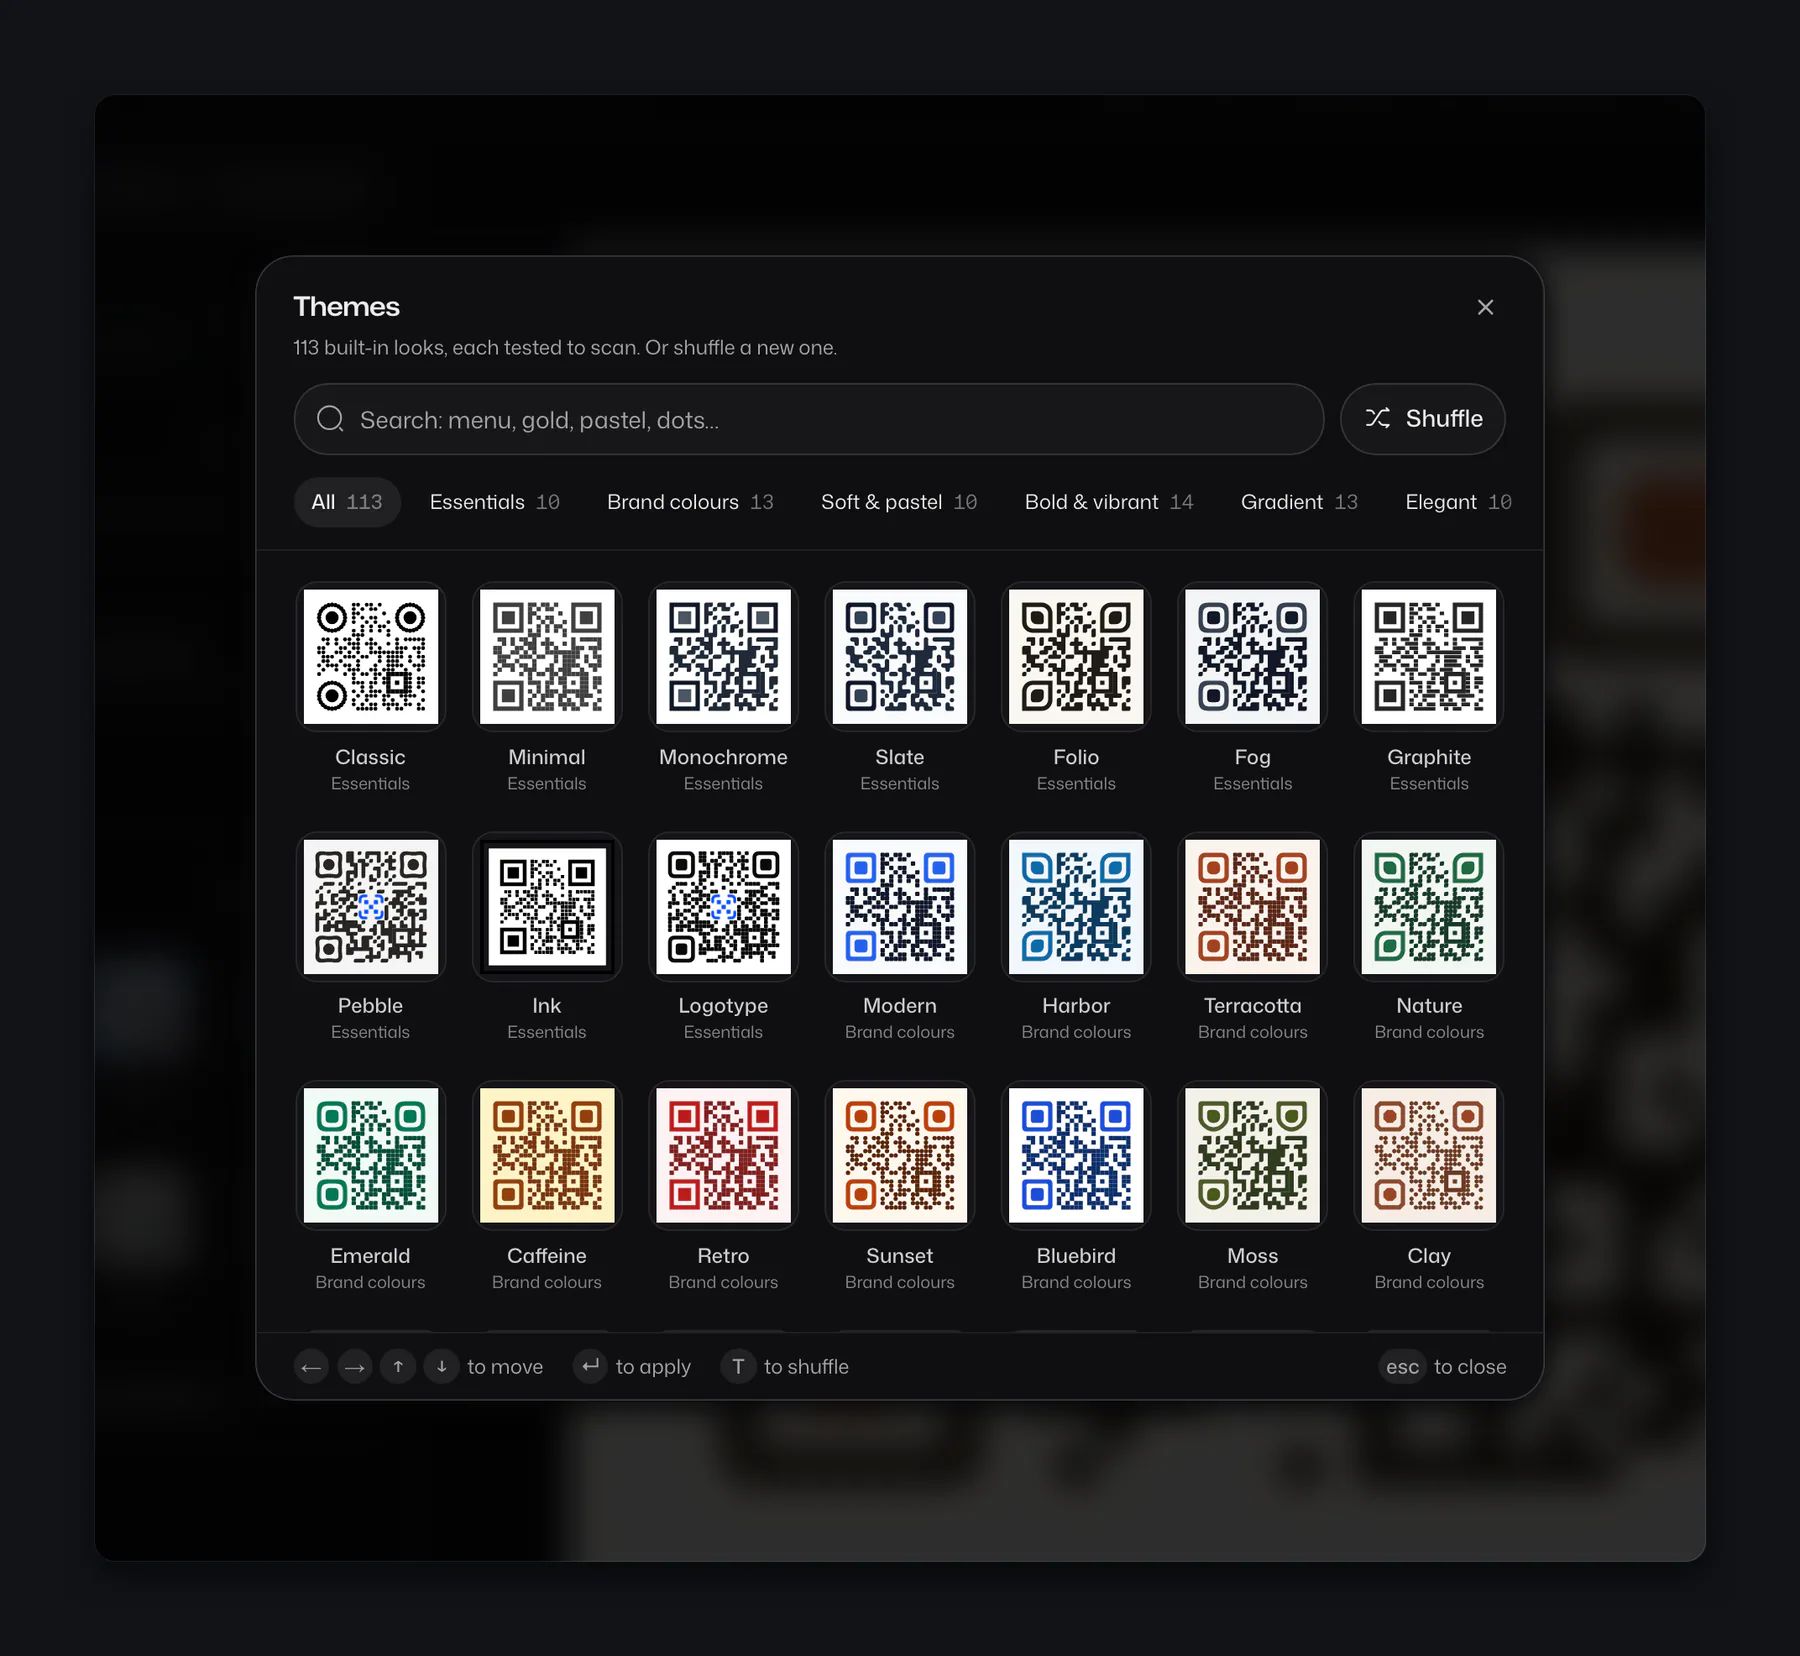 Themes
113 built-in looks, each tested to scan. Or shuffle a new one.
Search: menu, gold, pastel, dots...
Shuffle
All 113 Essentials 10 Brand colours 13 Soft & pastel 10 Bold & vibrant 14 Gradient 13 Elegant 10
Classic Minimal Monochrome Slate Folio Fog Graphite
Essentials Essentials Essentials Essentials Essentials Essentials Essentials
Pebble Ink Logotype Modern Harbor Terracotta Nature
Essentials Essentials Essentials Brand colours Brand colours Brand colours Brand colours
Emerald Caffeine Retro Sunset Bluebird Moss Clay
Brand colours Brand colours Brand colours Brand colours Brand colours Brand colours Brand colours
← → ↑ ↓ to move ↵ to apply T to shuffle esc to close